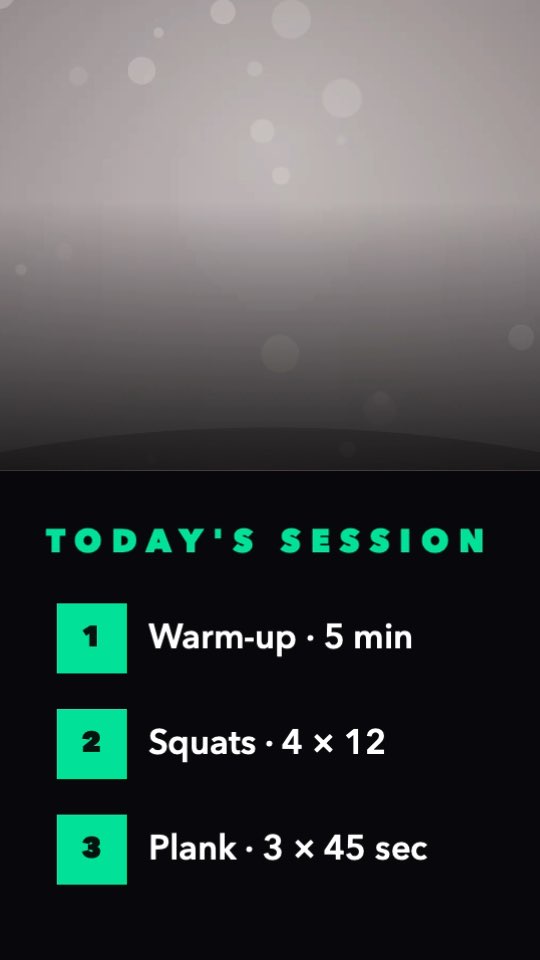 TODAY'S SESSION
1 Warm-up · 5 min
2 Squats · 4 × 12
3 Plank · 3 × 45 sec